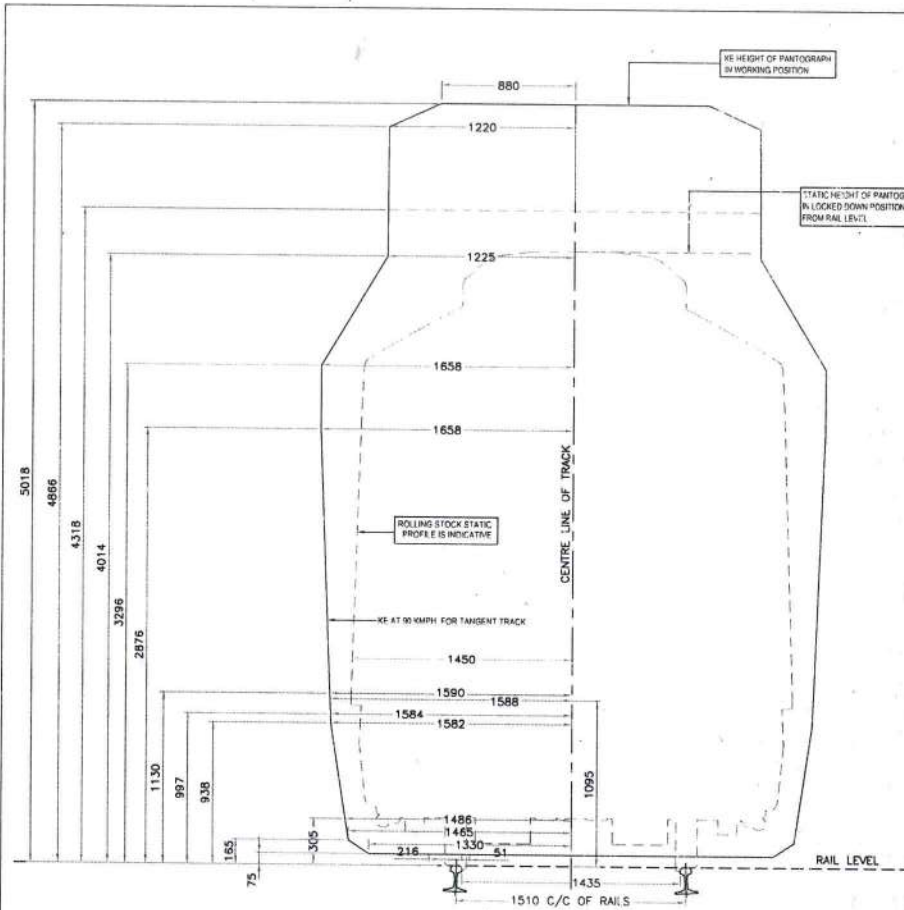 KE HEIGHT OF PANTOGRAPH
IN WORKING POSITION
880
1220
STATIC HEIGHT OF PANTOG
IN LOCKED DOWN POSITION
FROM RAIL LEVEL
1225
1658
1658
5018
4866
4318
4014
3296
2876
CENTRE LINE OF TRACK
ROLLING STOCK STATIC
PROFILE IS INDICATIVE
KE AT 90 KMPH FOR TANGENT TRACK
1450
1590
1588
1584
1582
1130
997
938
1095
1486
1465
1330
305
165
216
51
75
RAIL LEVEL
1435
1510 C/C OF RAILS